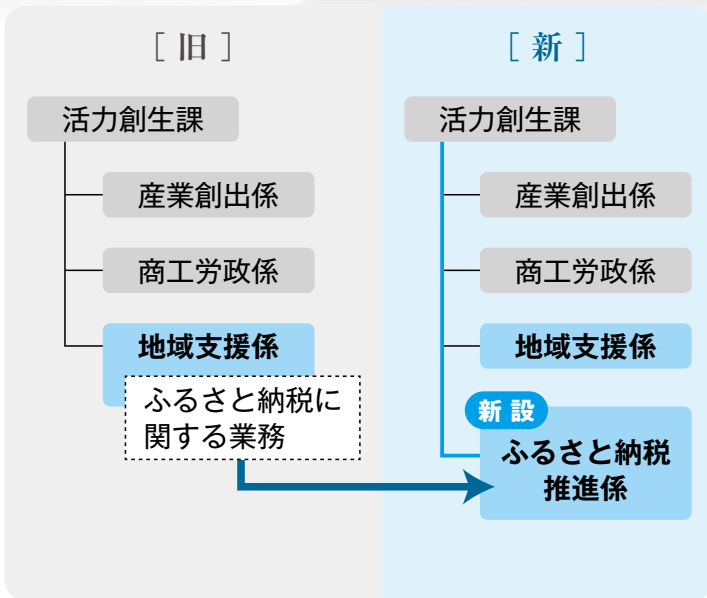 ［ 旧 ］
活力創生課
産業創出係
商工労政係
地域支援係
ふるさと納税に
関する業務
［ 新 ］
活力創生課
産業創出係
商工労政係
地域支援係
新 設
ふるさと納税
推進係